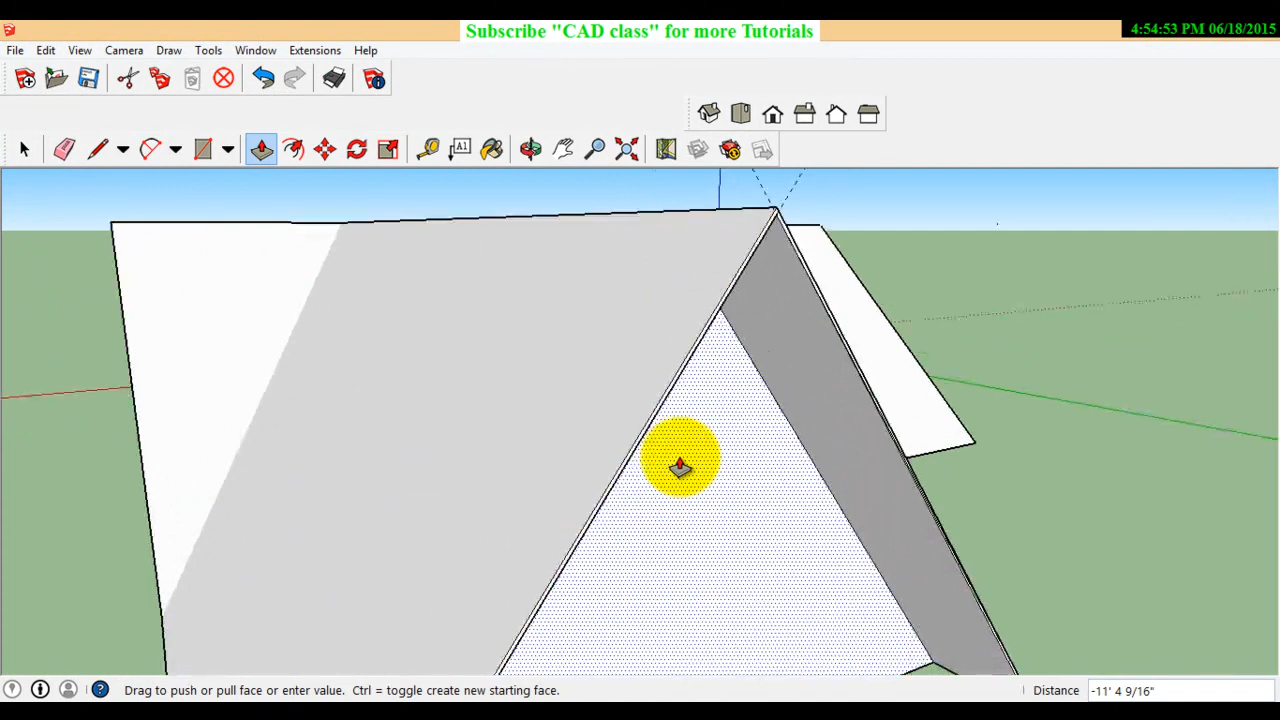 Subscribe "CAD class" for more Tutorials
4:54:53 PM 06/18/2015
File Edit View Camera Draw Tools Window Extensions Help
A1
Drag to push or pull face or enter value. Ctrl = toggle create new starting face.
Distance -11' 4 9/16"